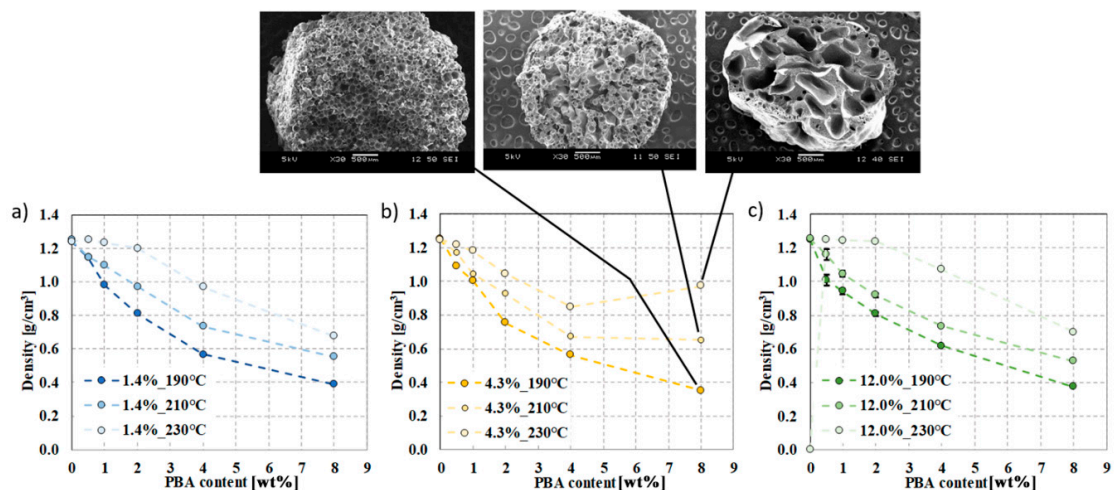 5kV X30 500μm 12 50 SEI
5kV X30 500μm 11 50 SEI
5kV X30 500μm 12 40 SEI
a)
1.4
1.2
1.0
0.8
0.6
0.4
0.2
0.0
Density [g/cm³]
1.4%_190°C
1.4%_210°C
1.4%_230°C
0 1 2 3 4 5 6 7 8 9
PBA content [wt%]
b)
1.4
1.2
1.0
0.8
0.6
0.4
0.2
0.0
Density [g/cm³]
4.3%_190°C
4.3%_210°C
4.3%_230°C
0 1 2 3 4 5 6 7 8 9
PBA content [wt%]
c)
1.4
1.2
1.0
0.8
0.6
0.4
0.2
0.0
Density [g/cm³]
12.0%_190°C
12.0%_210°C
12.0%_230°C
0 1 2 3 4 5 6 7 8 9
PBA content [wt%]